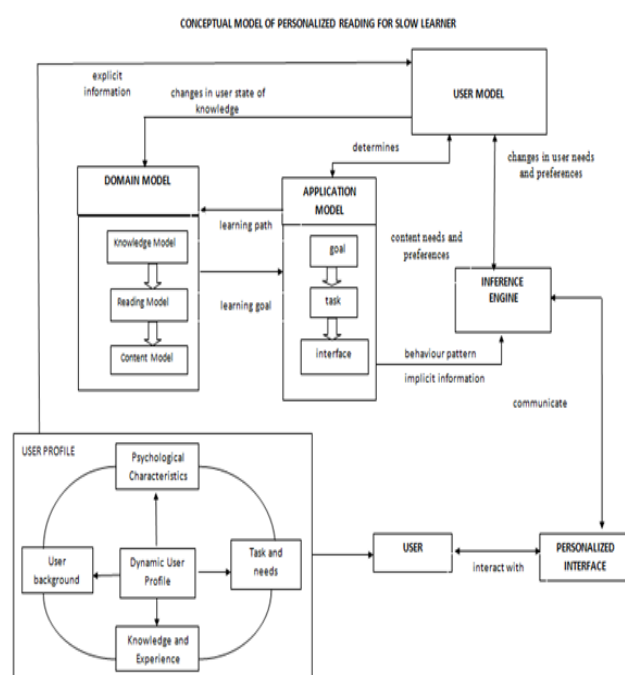 CONCEPTUAL MODEL OF PERSONALIZED READING FOR SLOW LEARNER
explicit
information
changes in user state of
knowledge
USER MODEL
determines
changes in user needs
and preferences
DOMAIN MODEL
APPLICATION
MODEL
learning path
Knowledge Model
goal
content needs and
preferences
Reading Model
learning goal
task
INFERENCE
ENGINE
Content Model
interface
behaviour pattern
implicit information
communicate
USER PROFILE
Psychological
Characteristics
User
background
Dynamic User
Profile
Task and
needs
USER
interact with
PERSONALIZED
INTERFACE
Knowledge and
Experience